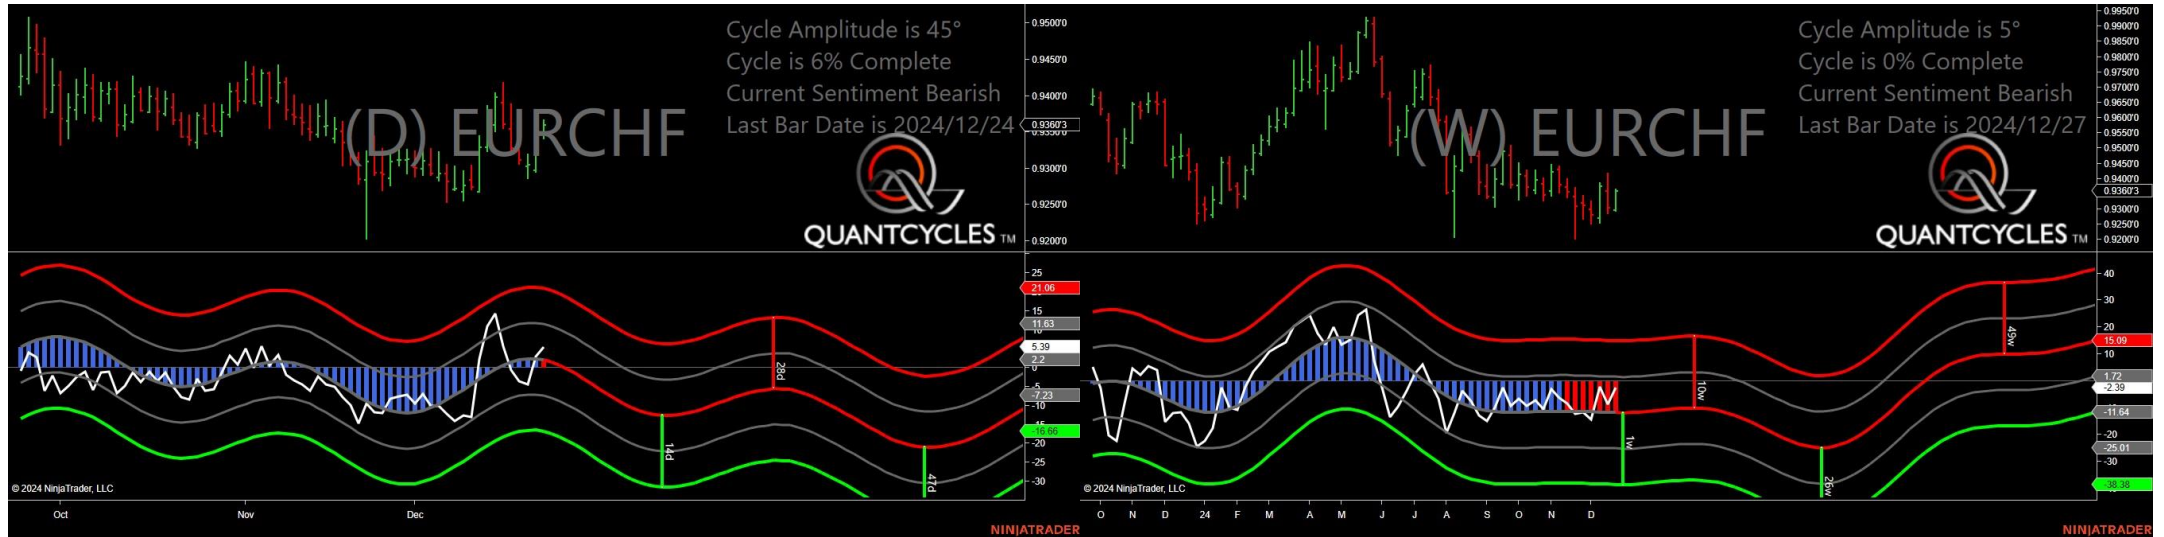 Cycle Amplitude is 45°
Cycle is 6% Complete
Current Sentiment Bearish
Last Bar Date is 2024/12/24
(D) EURCHF
QUANTCYCLES TM
0.9500'0
0.9450'0
0.9400'0
0.9360'3
0.9350'0
0.9300'0
0.9250'0
0.9200'0
25
21.06
15
11.63
10
5.39
2.2
0
-5
-7.23
-10
-15
-16.66
-20
-25
-30
14d
28d
47d
© 2024 NinjaTrader, LLC
Oct Nov Dec
NINJATRADER
Cycle Amplitude is 5°
Cycle is 0% Complete
Current Sentiment Bearish
Last Bar Date is 2024/12/27
(W) EURCHF
QUANTCYCLES TM
0.9950'0
0.9900'0
0.9850'0
0.9800'0
0.9750'0
0.9700'0
0.9650'0
0.9600'0
0.9550'0
0.9500'0
0.9450'0
0.9400'0
0.9360'3
0.9300'0
0.9250'0
0.9200'0
40
30
20
15.09
10
1.72
-2.39
-11.64
-20
-25.01
-30
-38.38
1w
10w
26w
49w
© 2024 NinjaTrader, LLC
O N D 24 F M A M J J A S O N D
NINJATRADER